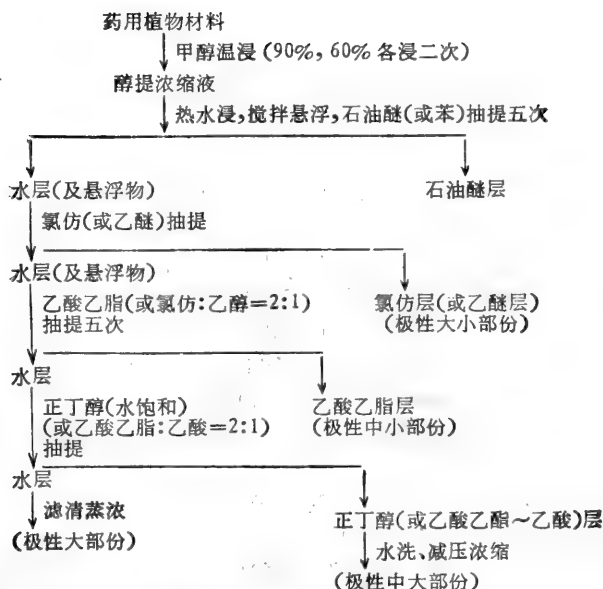 药用植物材料
甲醇温浸(90%,60%各浸二次)
醇提浓缩液
热水浸,搅拌悬浮,石油醚(或苯)抽提五次
水层(及悬浮物)
石油醚层
氯仿(或乙醚)抽提
水层(及悬浮物)
氯仿层(或乙醚层)
(极性大小部份)
乙酸乙脂(或氯仿:乙醇=2:1)
抽提五次
水层
乙酸乙脂层
(极性中小部份)
正丁醇(水饱和)
(或乙酸乙脂:乙酸=2:1)
抽提
水层
滤清蒸浓
(极性大部份)
正丁醇(或乙酸乙酯~乙酸)层
水洗、减压浓缩
(极性中大部份)